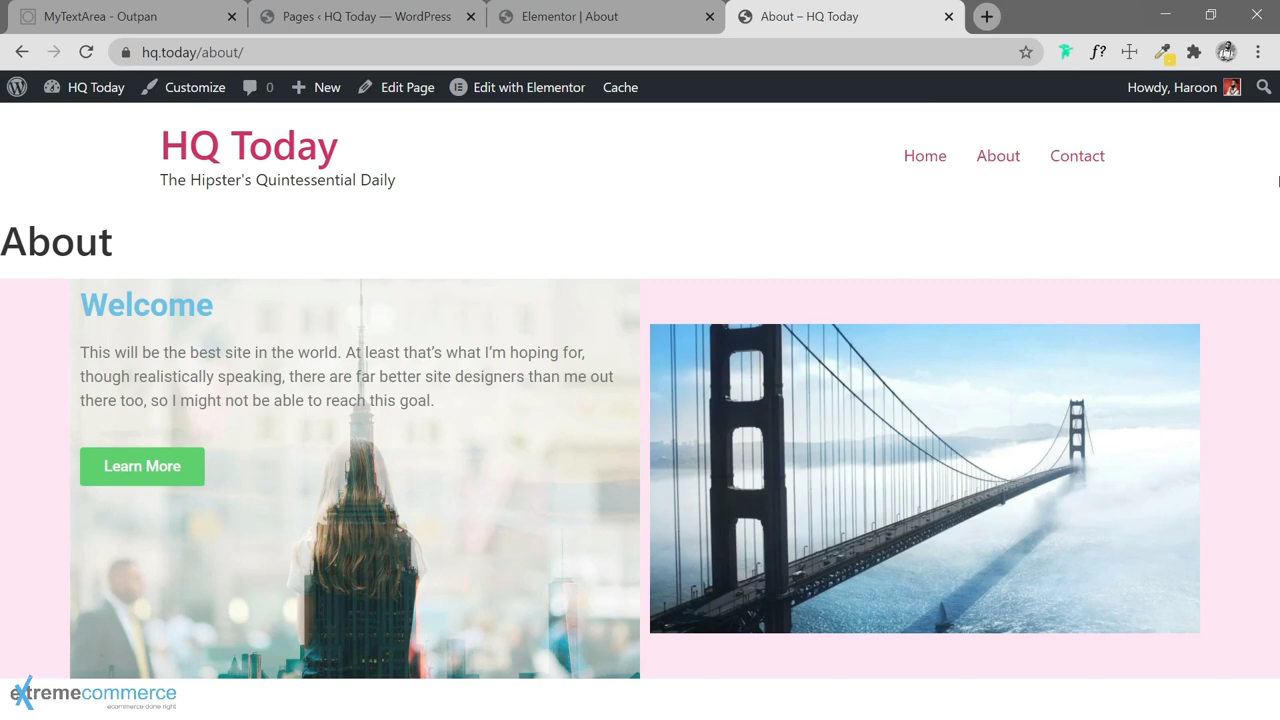 MyTextArea - Outpan
Pages ‹ HQ Today — WordPress
Elementor | About
About – HQ Today
hq.today/about/
f?
HQ Today
Customize
0
New
Edit Page
Edit with Elementor
Cache
Howdy, Haroon
HQ Today
The Hipster's Quintessential Daily
Home
About
Contact
About
Welcome
This will be the best site in the world. At least that’s what I’m hoping for,
though realistically speaking, there are far better site designers than me out
there too, so I might not be able to reach this goal.
Learn More
extremecommerce
ecommerce done right